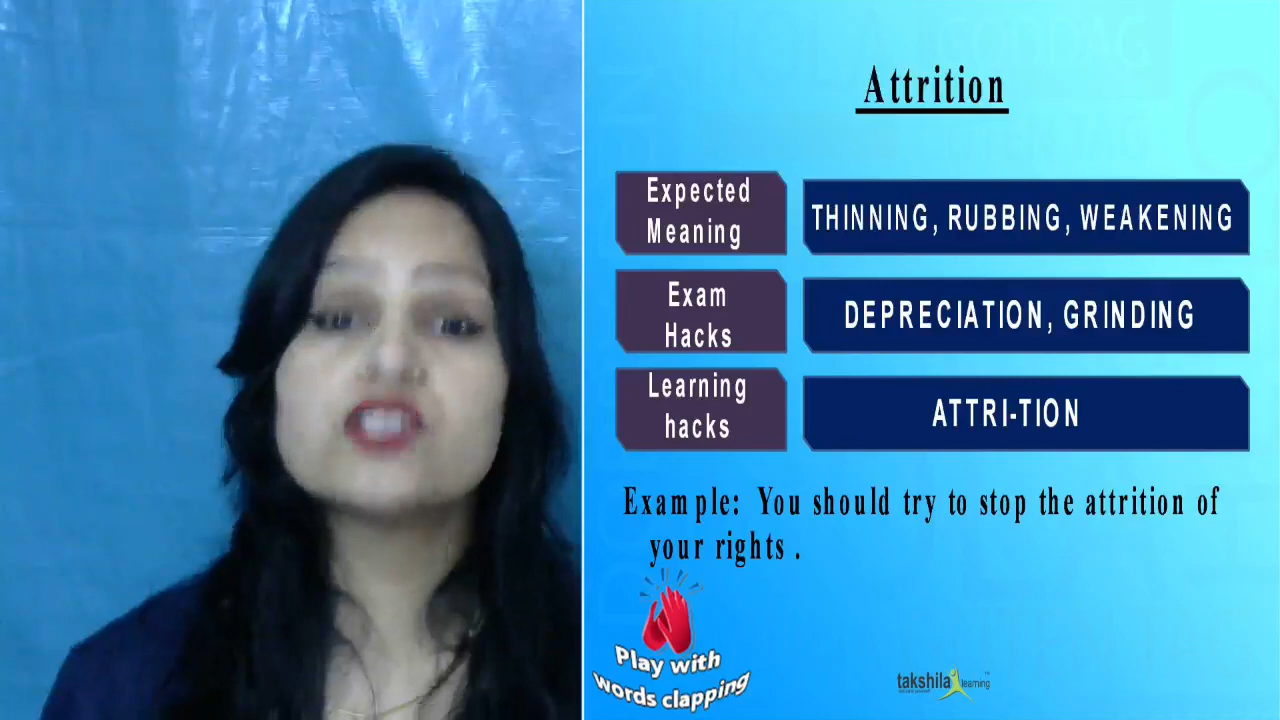 Attrition
Expected
Meaning
THINNING, RUBBING, WEAKENING
Exam
Hacks
DEPRECIATION, GRINDING
Learning
hacks
ATTRI-TION
Example: You should try to stop the attrition of
your rights .
Play with
words clapping
takshila learning